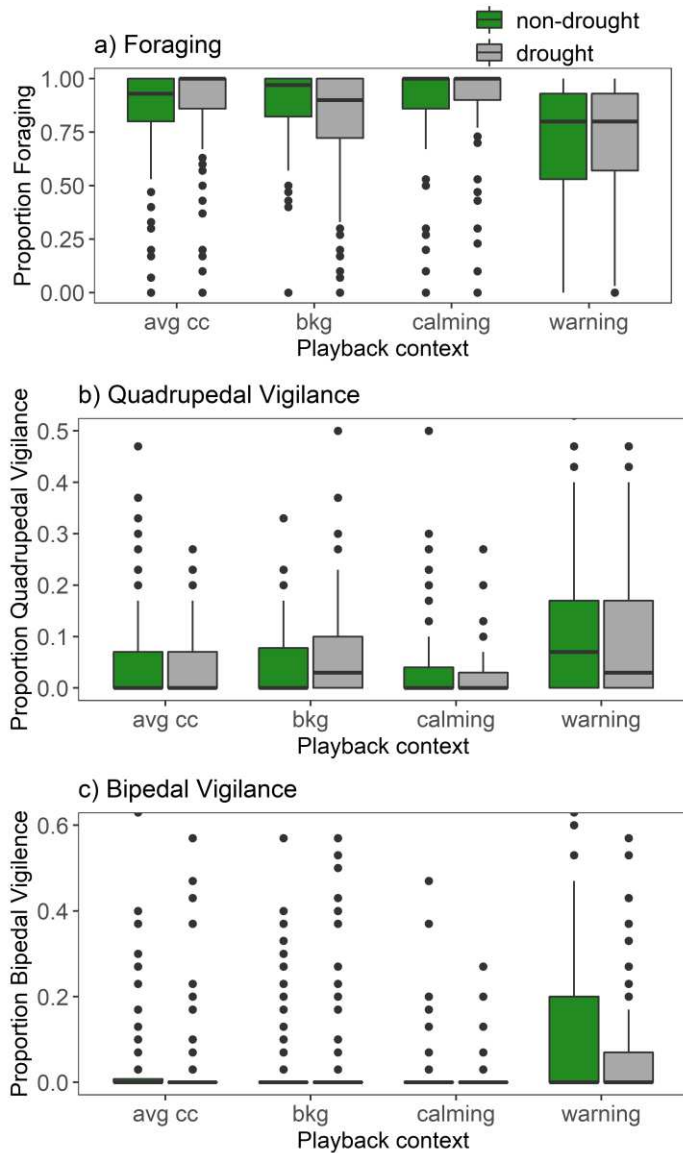 a) Foraging
non-drought
drought
Proportion Foraging
1.00
0.75
0.50
0.25
0.00
avg cc bkg calming warning
Playback context
b) Quadrupedal Vigilance
Proportion Quadrupedal Vigilance
0.5
0.4
0.3
0.2
0.1
0.0
avg cc bkg calming warning
Playback context
c) Bipedal Vigilance
Proportion Bipedal Vigilence
0.6
0.4
0.2
0.0
avg cc bkg calming warning
Playback context